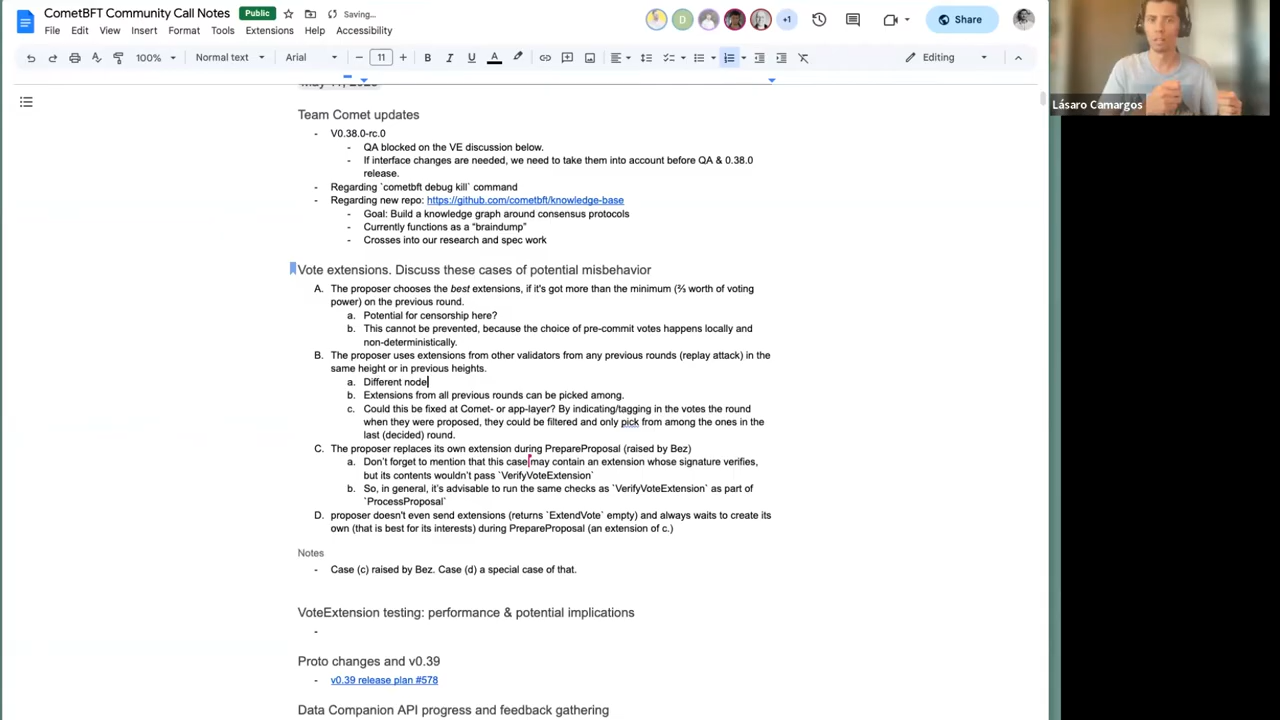 CometBFT Community Call Notes
Public
Saving...
File
Edit
View
Insert
Format
Tools
Extensions
Help
Accessibility
D
+1
Share
100%
Normal text
Arial
11
Editing
Lásaro Camargos
Team Comet updates
- V0.38.0-rc.0
- QA blocked on the VE discussion below.
- If interface changes are needed, we need to take them into account before QA & 0.38.0
release.
- Regarding `cometbft debug kill` command
- Regarding new repo: https://github.com/cometbft/knowledge-base
- Goal: Build a knowledge graph around consensus protocols
- Currently functions as a "braindump"
- Crosses into our research and spec work
Vote extensions. Discuss these cases of potential misbehavior
A. The proposer chooses the best extensions, if it's got more than the minimum (⅔ worth of voting
power) on the previous round.
a. Potential for censorship here?
b. This cannot be prevented, because the choice of pre-commit votes happens locally and
non-deterministically.
B. The proposer uses extensions from other validators from any previous rounds (replay attack) in the
same height or in previous heights.
a. Different node
b. Extensions from all previous rounds can be picked among.
c. Could this be fixed at Comet- or app-layer? By indicating/tagging in the votes the round
when they were proposed, they could be filtered and only pick from among the ones in the
last (decided) round.
C. The proposer replaces its own extension during PrepareProposal (raised by Bez)
a. Don't forget to mention that this case may contain an extension whose signature verifies,
but its contents wouldn't pass `VerifyVoteExtension`
b. So, in general, it's advisable to run the same checks as `VerifyVoteExtension` as part of
`ProcessProposal`
D. proposer doesn't even send extensions (returns `ExtendVote` empty) and always waits to create its
own (that is best for its interests) during PrepareProposal (an extension of c.)
Notes
- Case (c) raised by Bez. Case (d) a special case of that.
VoteExtension testing: performance & potential implications
-
Proto changes and v0.39
- v0.39 release plan #578
Data Companion API progress and feedback gathering